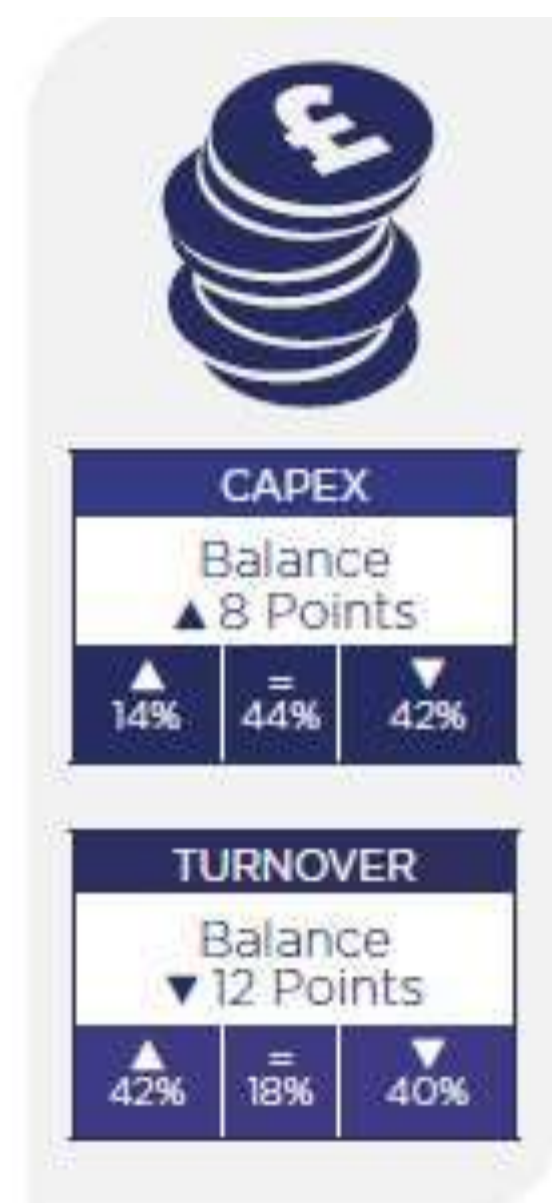 £
CAPEX
Balance
▲ 8 Points
▲ = ▼
14% 44% 42%
TURNOVER
Balance
▼ 12 Points
▲ = ▼
42% 18% 40%